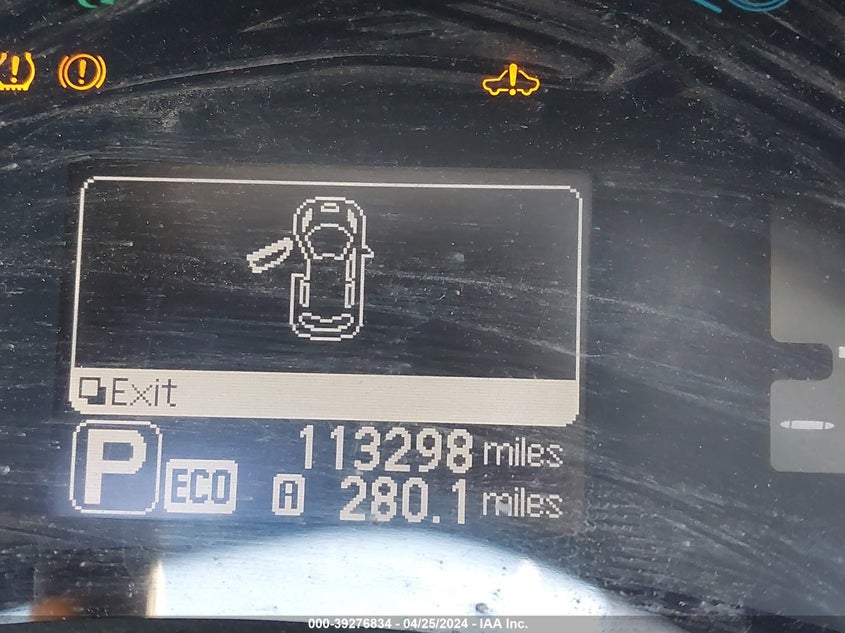 Exit
P ECO
113298 miles
A 280.1 miles
000-39276834 - 04/25/2024 - IAA Inc.